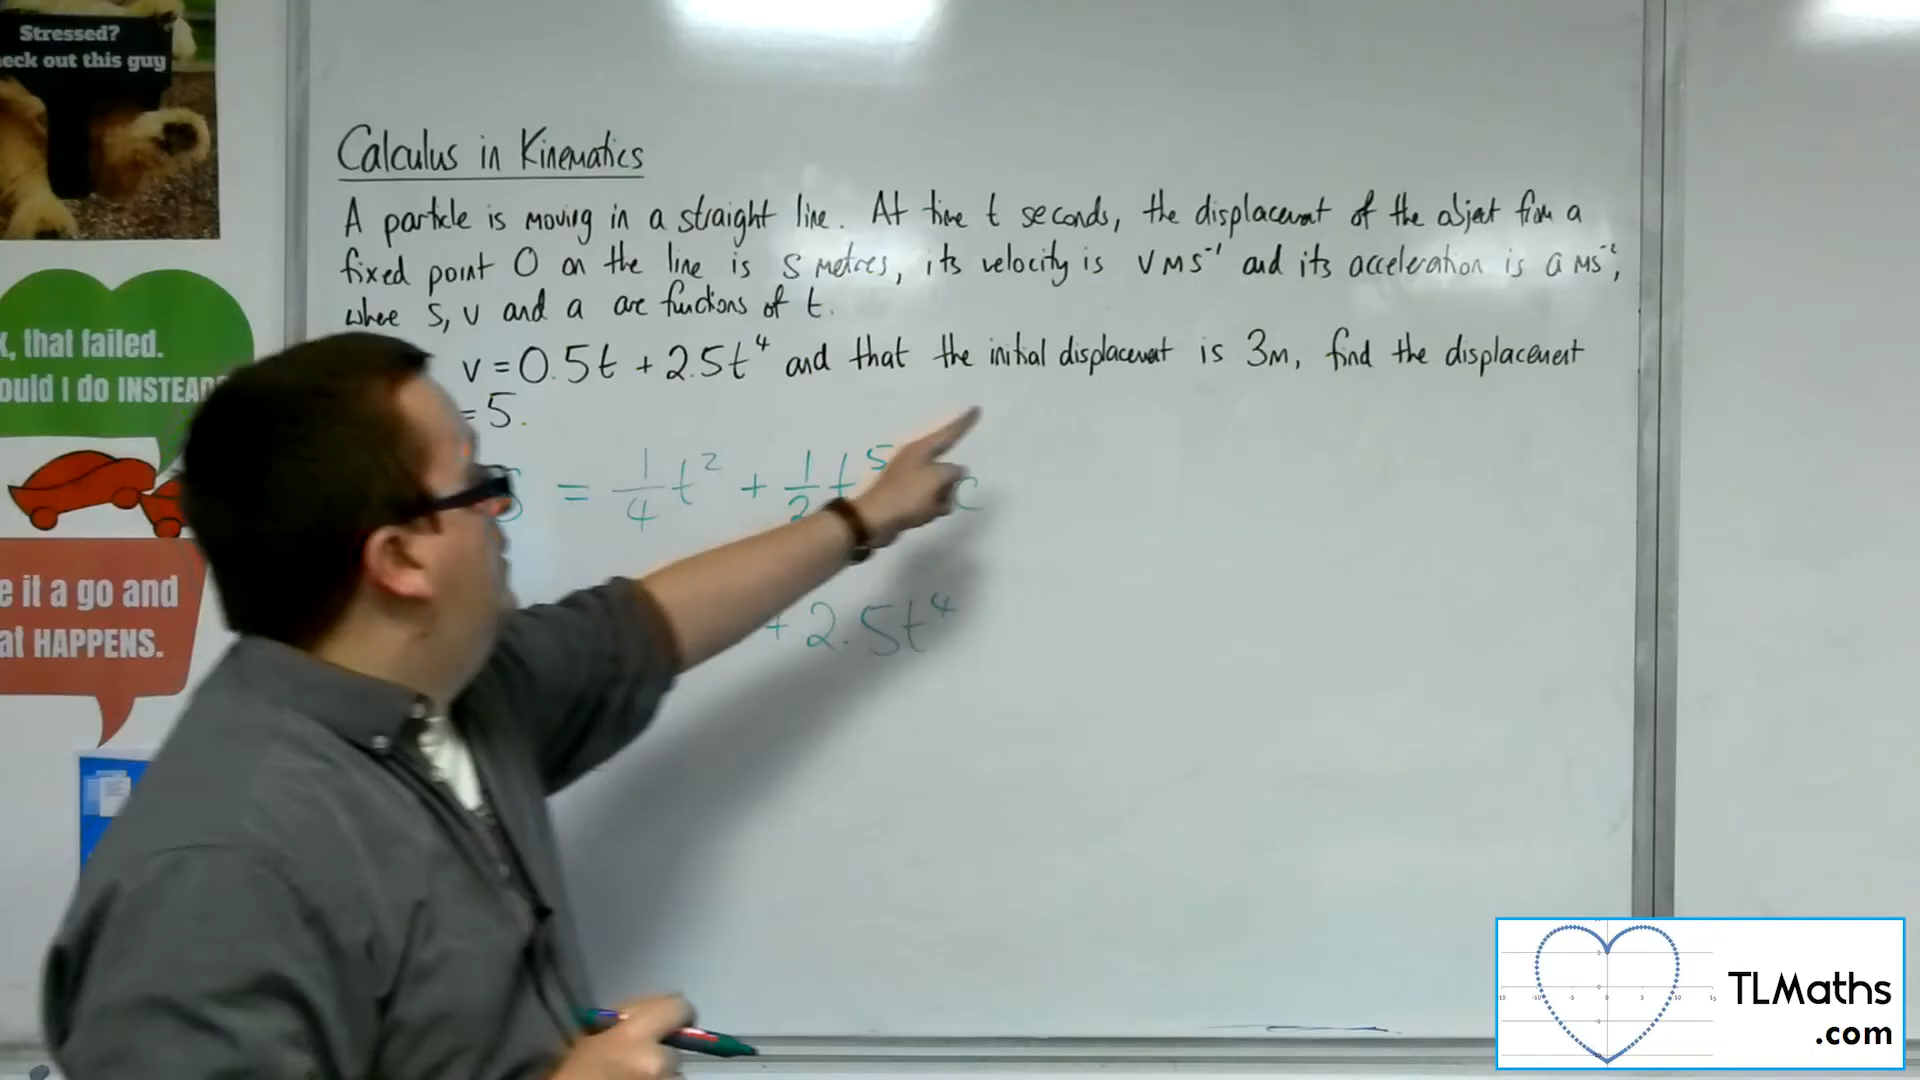 Stressed?
eck out this guy
k, that failed.
ould I do INSTEAD
e it a go and
at HAPPENS.
Calculus in Kinematics
A particle is moving in a straight line. At time t seconds, the displacement of the object from a
fixed point O on the line is s metres, its velocity is v ms⁻¹ and its acceleration is a ms⁻²,
where s, v and a are functions of t.
v = 0.5t + 2.5t⁴ and that the initial displacement is 3m, find the displacement
= 5.
s = 1/4 t² + 1/2 t⁵ c
+ 2.5t⁴
TLMaths
.com